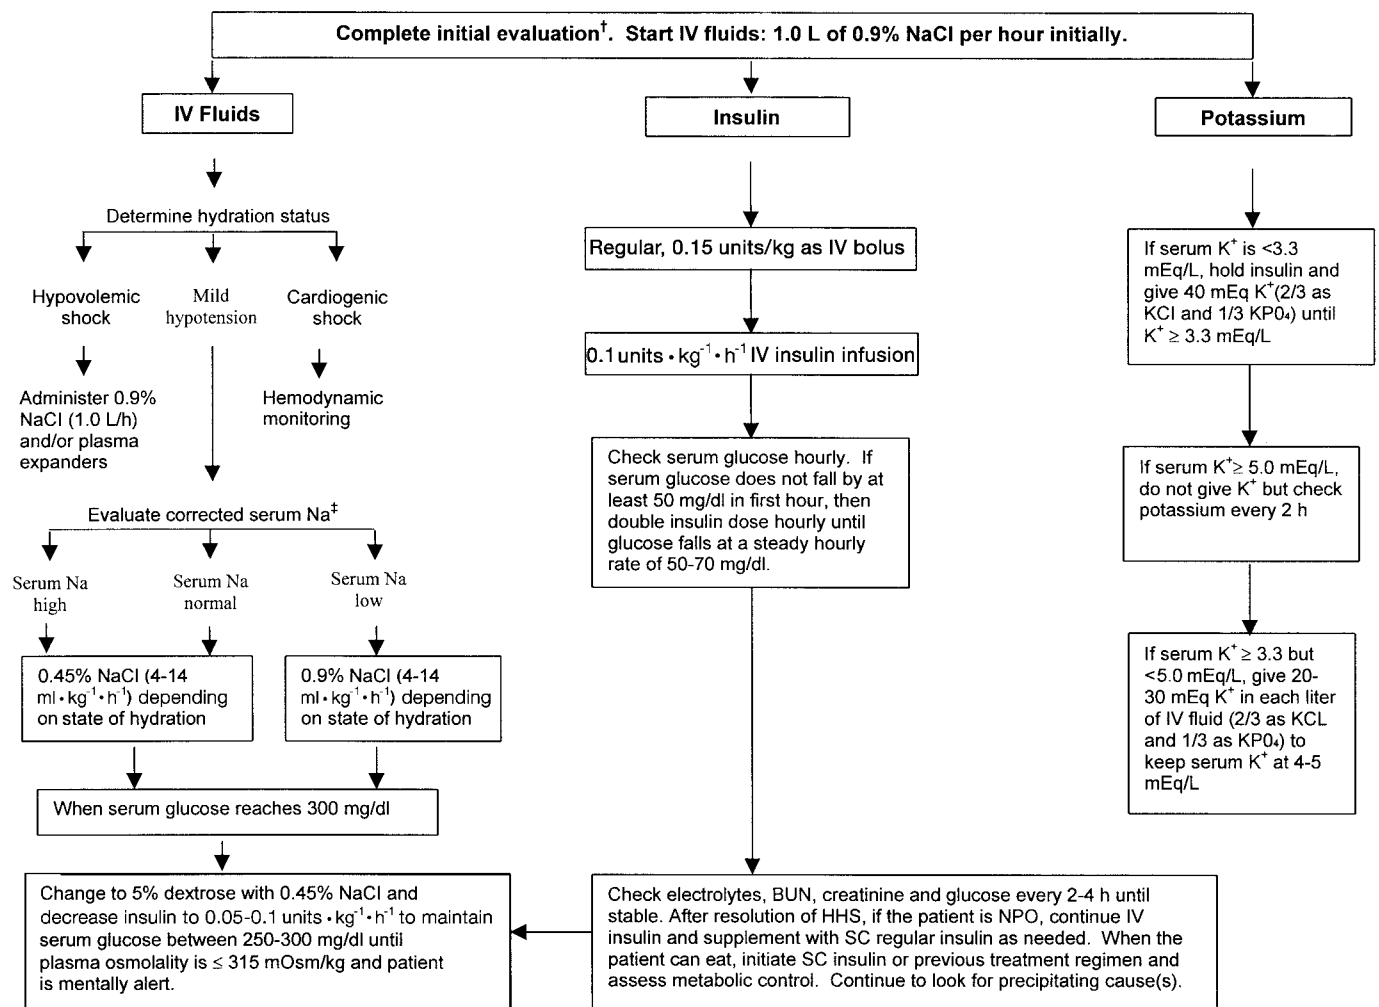 Complete initial evaluation†. Start IV fluids: 1.0 L of 0.9% NaCl per hour initially.
IV Fluids
Determine hydration status
Hypovolemic
shock
Mild
hypotension
Cardiogenic
shock
Administer 0.9%
NaCl (1.0 L/h)
and/or plasma
expanders
Hemodynamic
monitoring
Evaluate corrected serum Na‡
Serum Na
high
Serum Na
normal
Serum Na
low
0.45% NaCl (4-14
ml·kg⁻¹·h⁻¹) depending
on state of hydration
0.9% NaCl (4-14
ml·kg⁻¹·h⁻¹) depending
on state of hydration
When serum glucose reaches 300 mg/dl
Change to 5% dextrose with 0.45% NaCl and
decrease insulin to 0.05-0.1 units·kg⁻¹·h⁻¹ to maintain
serum glucose between 250-300 mg/dl until
plasma osmolality is ≤ 315 mOsm/kg and patient
is mentally alert.
Insulin
Regular, 0.15 units/kg as IV bolus
0.1 units·kg⁻¹·h⁻¹ IV insulin infusion
Check serum glucose hourly. If
serum glucose does not fall by at
least 50 mg/dl in first hour, then
double insulin dose hourly until
glucose falls at a steady hourly
rate of 50-70 mg/dl.
Check electrolytes, BUN, creatinine and glucose every 2-4 h until
stable. After resolution of HHS, if the patient is NPO, continue IV
insulin and supplement with SC regular insulin as needed. When the
patient can eat, initiate SC insulin or previous treatment regimen and
assess metabolic control. Continue to look for precipitating cause(s).
Potassium
If serum K⁺ is <3.3
mEq/L, hold insulin and
give 40 mEq K⁺(2/3 as
KCl and 1/3 KP0₄) until
K⁺ ≥ 3.3 mEq/L
If serum K⁺≥ 5.0 mEq/L,
do not give K⁺ but check
potassium every 2 h
If serum K⁺ ≥ 3.3 but
<5.0 mEq/L, give 20-
30 mEq K⁺ in each liter
of IV fluid (2/3 as KCL
and 1/3 as KP0₄) to
keep serum K⁺ at 4-5
mEq/L